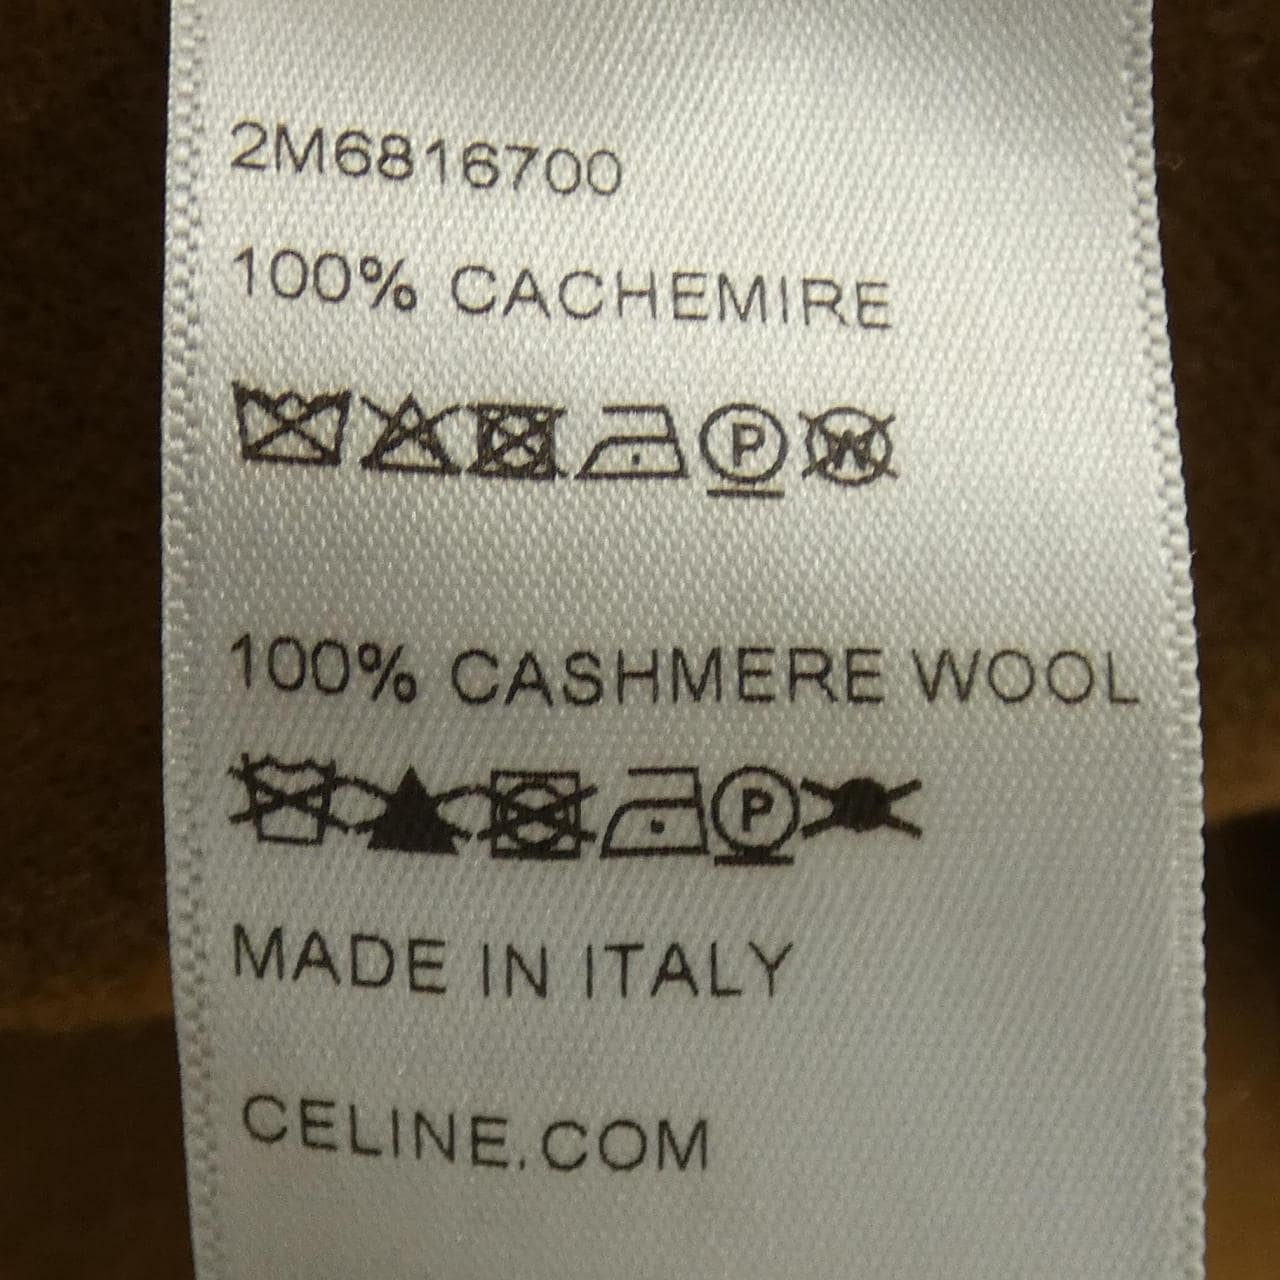 2M6816700
100% CACHEMIRE
P W
100% CASHMERE WOOL
P
MADE IN ITALY
CELINE.COM